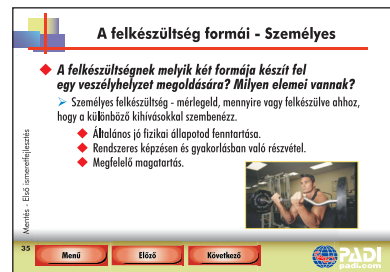 A felkészültség formái - Személyes
A felkészültségnek melyik két formája készít fel
egy veszélyhelyzet megoldására? Milyen elemei vannak?
Személyes felkészültség - mérlegeld, mennyire vagy felkészülve ahhoz,
hogy a különböző kihívásokkal szembenézz.
Általános jó fizikai állapotod fenntartása.
Rendszeres képzésen és gyakorlásban való részvétel.
Megfelelő magatartás.
Mentés - Első ismeretfejlesztés
35
Menü
Előző
Következő
PADI
padi.com